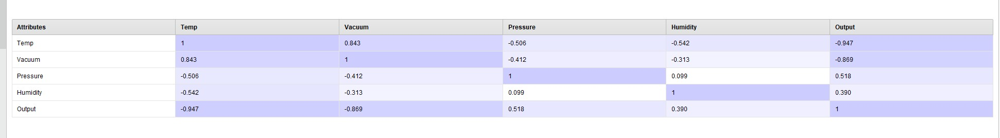 Attributes Temp Vacuum Pressure Humidity Output
Temp 1 0.843 -0.506 -0.542 -0.947
Vacuum 0.843 1 -0.412 -0.313 -0.869
Pressure -0.506 -0.412 1 0.099 0.518
Humidity -0.542 -0.313 0.099 1 0.390
Output -0.947 -0.869 0.518 0.390 1